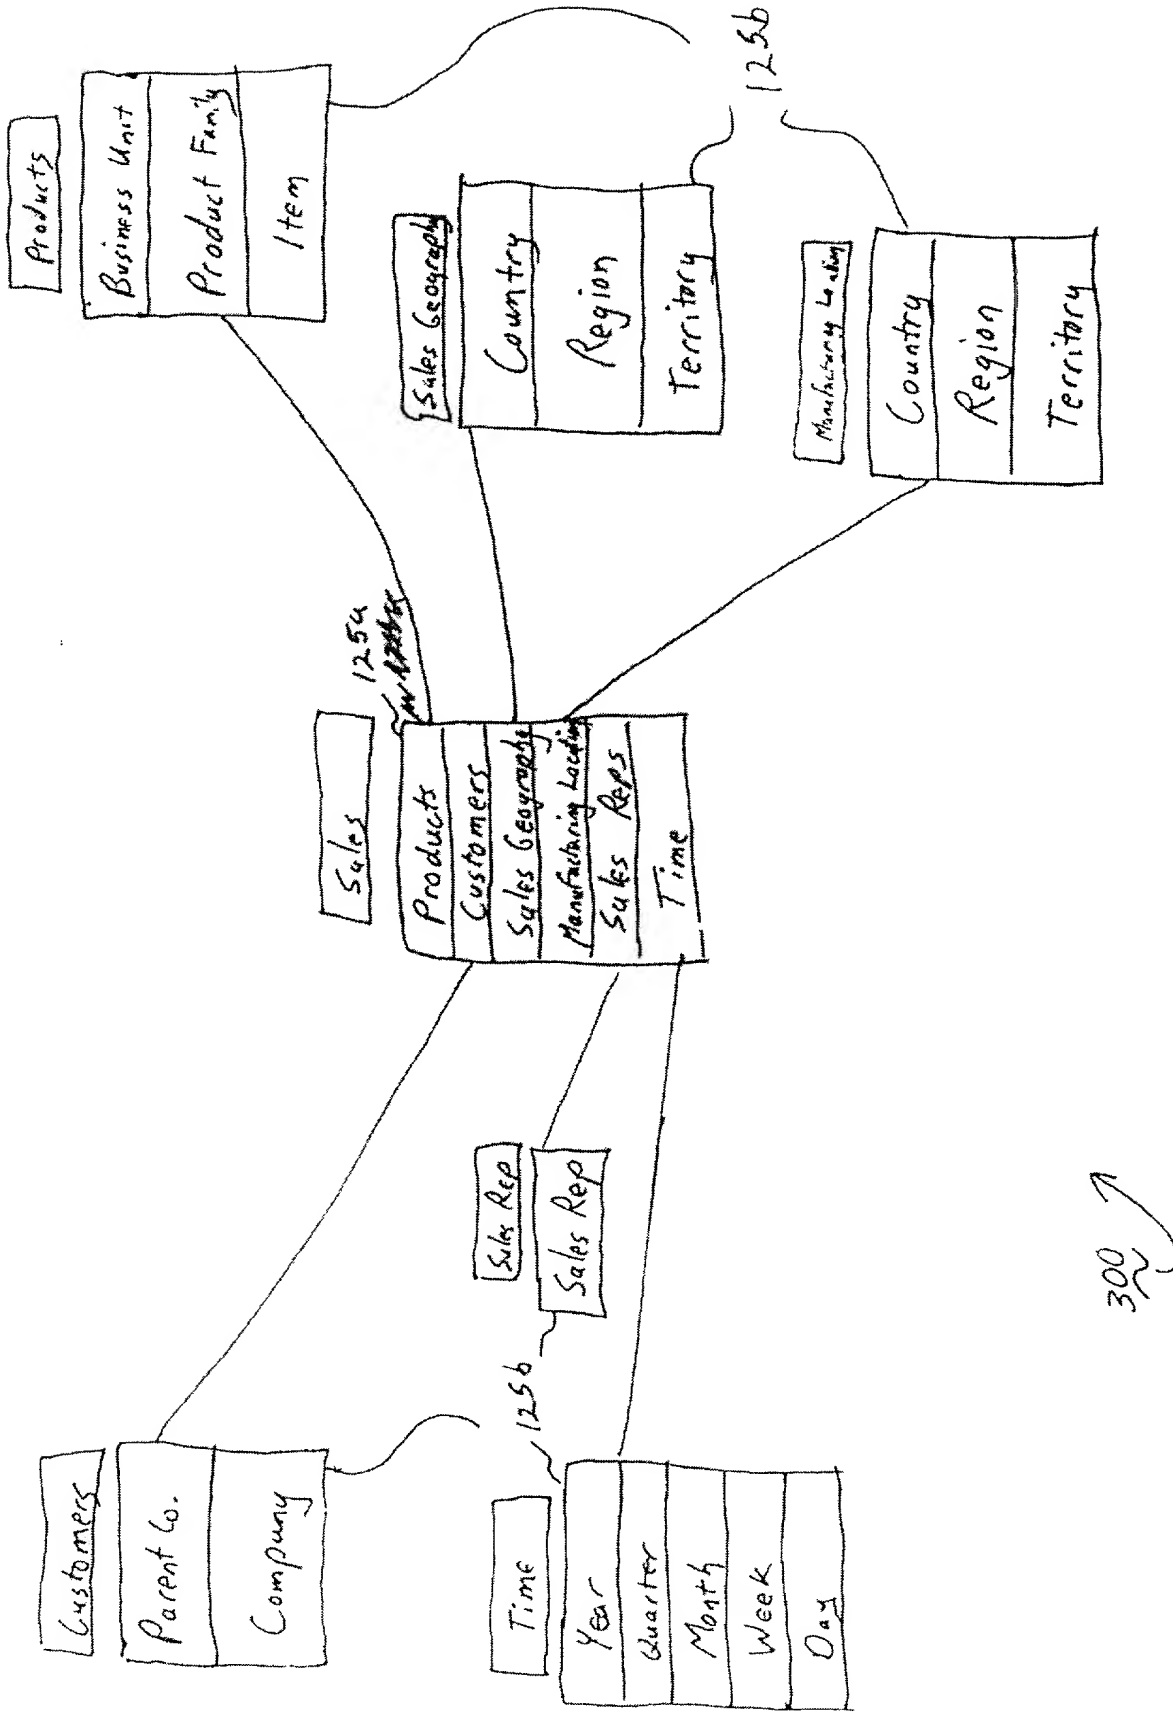 Customers
Parent Co.
Company
Time
Year
Quarter
Month
Week
Day
125b
Sales Rep
Sales Rep
Sales
125a
Products
Customers
Sales Geography
Manufacturing Location
Sales Reps
Time
Products
Business Unit
Product Family
Item
Sales Geography
Country
Region
Territory
125b
Manufacturing Location
Country
Region
Territory
300